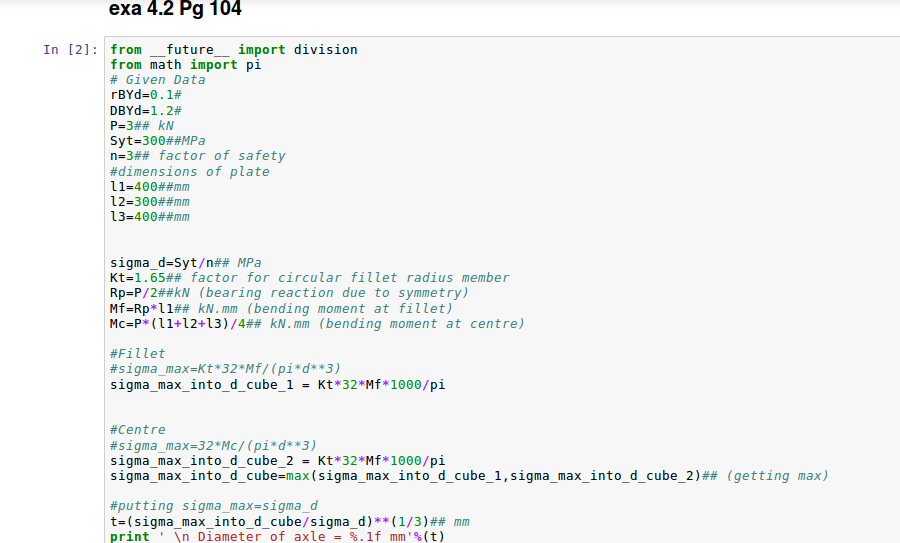 exa 4.2 Pg 104
In [2]: from __future__ import division
from math import pi
# Given Data
rBYd=0.1#
DBYd=1.2#
P=3## kN
Syt=300##MPa
n=3## factor of safety
#dimensions of plate
l1=400##mm
l2=300##mm
l3=400##mm
sigma_d=Syt/n## MPa
Kt=1.65## factor for circular fillet radius member
Rp=P/2##kN (bearing reaction due to symmetry)
Mf=Rp*l1## kN.mm (bending moment at fillet)
Mc=P*(l1+l2+l3)/4## kN.mm (bending moment at centre)
#Fillet
#sigma_max=Kt*32*Mf/(pi*d**3)
sigma_max_into_d_cube_1 = Kt*32*Mf*1000/pi
#Centre
#sigma_max=32*Mc/(pi*d**3)
sigma_max_into_d_cube_2 = Kt*32*Mf*1000/pi
sigma_max_into_d_cube=max(sigma_max_into_d_cube_1,sigma_max_into_d_cube_2)## (getting max)
#putting sigma_max=sigma_d
t=(sigma_max_into_d_cube/sigma_d)**(1/3)## mm
print ' \n Diameter of axle = %.1f mm'%(t)